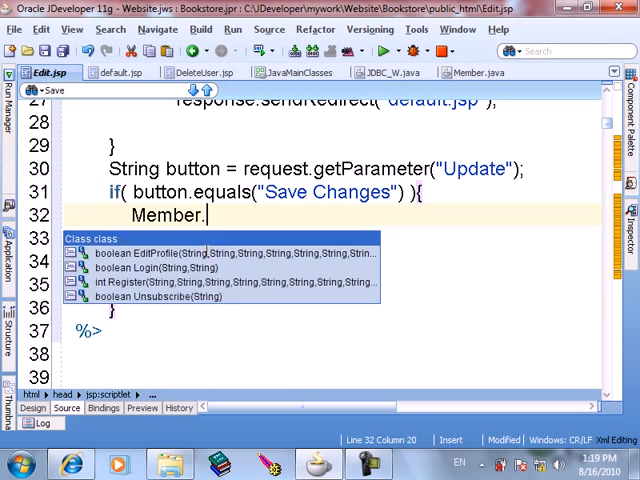 Oracle JDeveloper 11g - Website.jws : Bookstore.jpr : C:\JDeveloper\mywork\Website\Bookstore\public_html\Edit.jsp
File Edit View Search Navigate Build Run Source Refactor Versioning Tools Window Help
Search
Edit.jsp default.jsp DeleteUser.jsp JavaMainClasses JDBC_W.java Member.java
Save
27 response.sendRedirect("default.jsp");
28
29 }
30 String button = request.getParameter("Update");
31 if( button.equals("Save Changes") ){
32 Member.
33
Class class
boolean EditProfile(String,String,String,String,String,String,Strin...
boolean Login(String,String)
int Register(String,String,String,String,String,String,String,...
boolean Unsubscribe(String)
36 }
37 %>
38
39
html head jsp:scriptlet ...
Design Source Bindings Preview History
Log
Line 32 Column 20 Insert Modified Windows: CR/LF Xml Editing
Run Manager
Application
Structure
Thumbna
Component Palette
EN
1:19 PM
8/16/2010